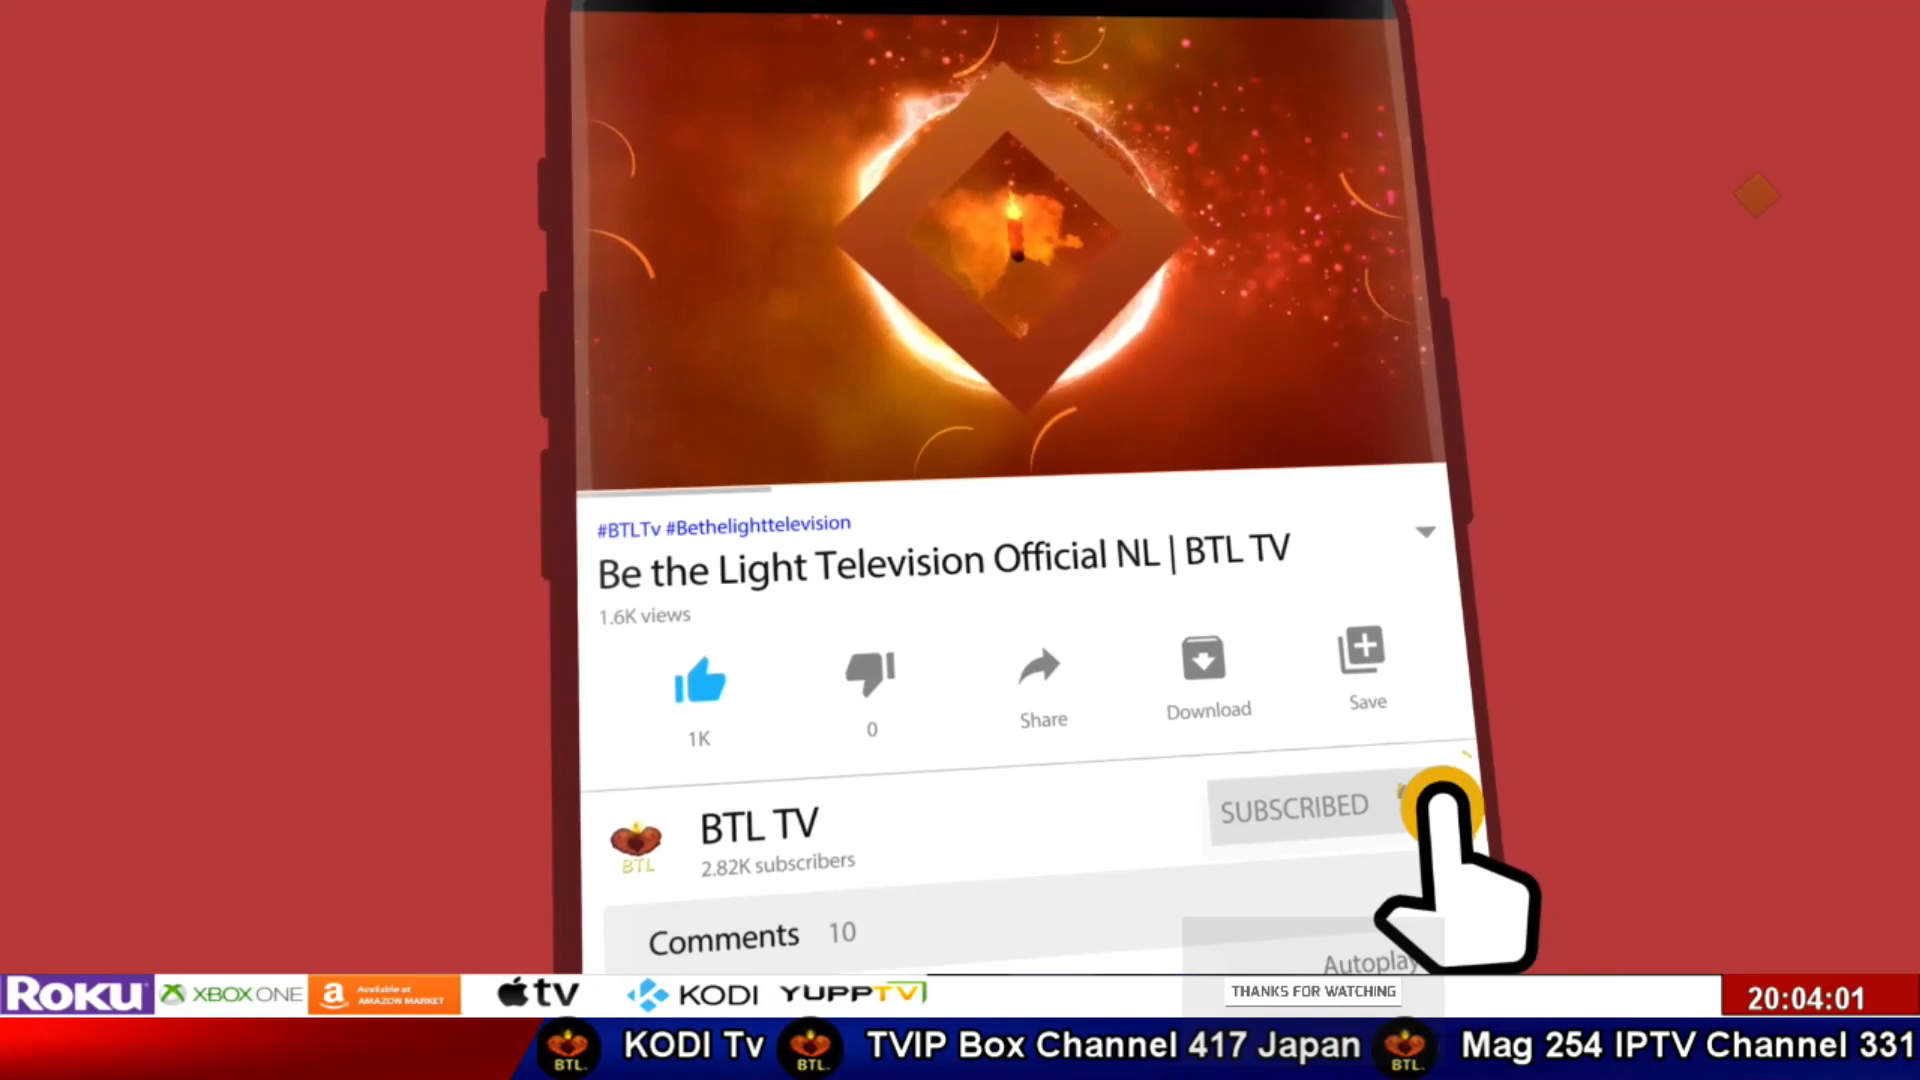 #BTLTv #Bethelighttelevision
Be the Light Television Official NL | BTL TV
1.6K views
1K
0
Share
Download
Save
BTL
BTL TV
2.82K subscribers
SUBSCRIBED
Comments 10
Autoplay
ROKU
XBOX ONE
a
Available at
AMAZON MARKET
tv
KODI
YUPPTV
THANKS FOR WATCHING
20:04:01
BTL. KODI Tv BTL. TVIP Box Channel 417 Japan BTL. Mag 254 IPTV Channel 331